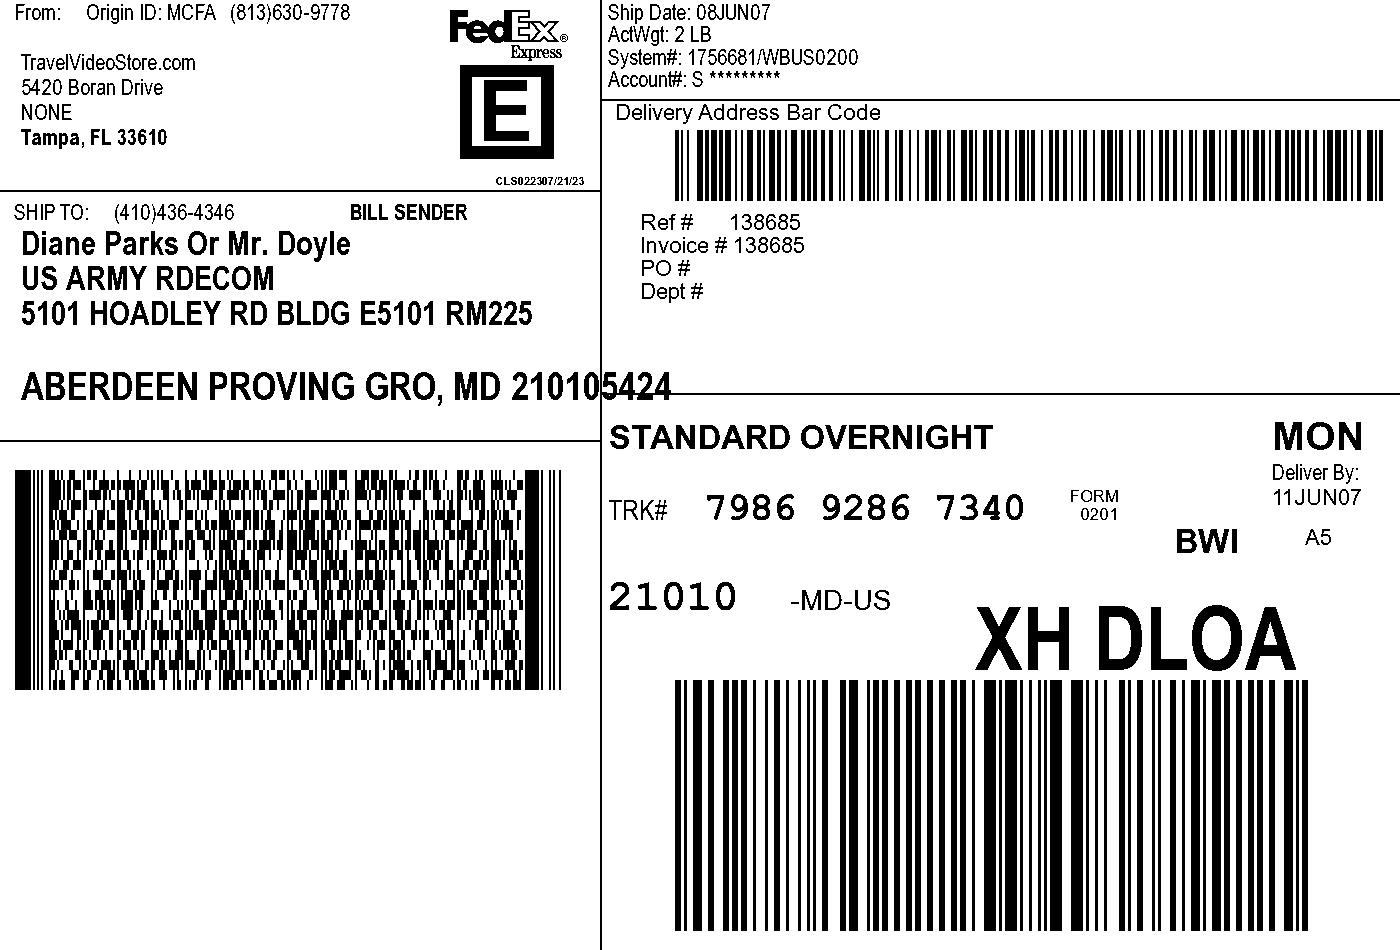 From: Origin ID: MCFA (813)630-9778
TravelVideoStore.com
5420 Boran Drive
NONE
Tampa, FL 33610
FedEx®
Express
E
CLS022307/21/23
Ship Date: 08JUN07
ActWgt: 2 LB
System#: 1756681/WBUS0200
Account#: S *********
Delivery Address Bar Code
Ref # 138685
Invoice # 138685
PO #
Dept #
SHIP TO: (410)436-4346 BILL SENDER
Diane Parks Or Mr. Doyle
US ARMY RDECOM
5101 HOADLEY RD BLDG E5101 RM225
ABERDEEN PROVING GRO, MD 210105424
STANDARD OVERNIGHT MON
Deliver By:
11JUN07
TRK# 7986 9286 7340 FORM
0201
BWI A5
21010 -MD-US
XH DLOA